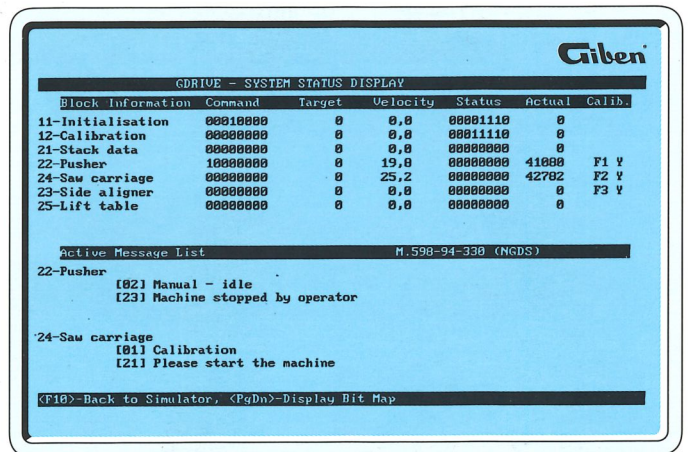 Giben
GDRIVE - SYSTEM STATUS DISPLAY
Block Information Command Target Velocity Status Actual Calib.
11-Initialisation 00010000 0 0,0 00001110 0
12-Calibration 00000000 0 0,0 00011110 0
21-Stack data 00000000 0 0,0 00000000 0
22-Pusher 10000000 0 19,8 00000000 41080 F1 Y
24-Saw carriage 00000000 0 25,2 00000000 42782 F2 Y
23-Side aligner 00000000 0 0,0 00000000 0 F3 Y
25-Lift table 00000000 0 0,0 00000000 0
Active Message List M.598-94-330 (NGDS)
22-Pusher
[02] Manual - idle
[23] Machine stopped by operator
24-Saw carriage
[01] Calibration
[21] Please start the machine
<F10>-Back to Simulator, <PgDn>-Display Bit Map